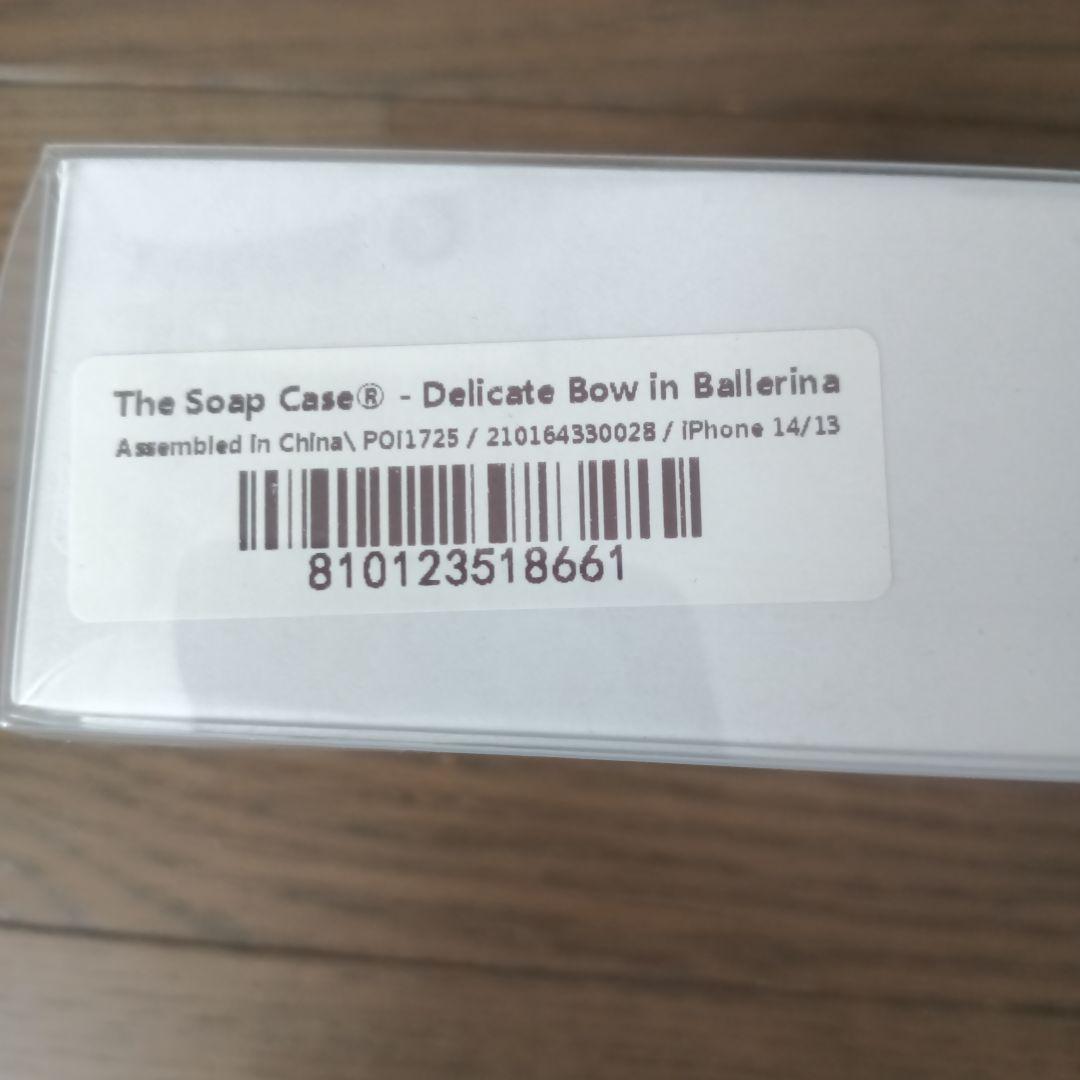 The Soap Case® - Delicate Bow in Ballerina
Assembled in China\ POI1725 / 210164330028 / iPhone 14/13
810123518661